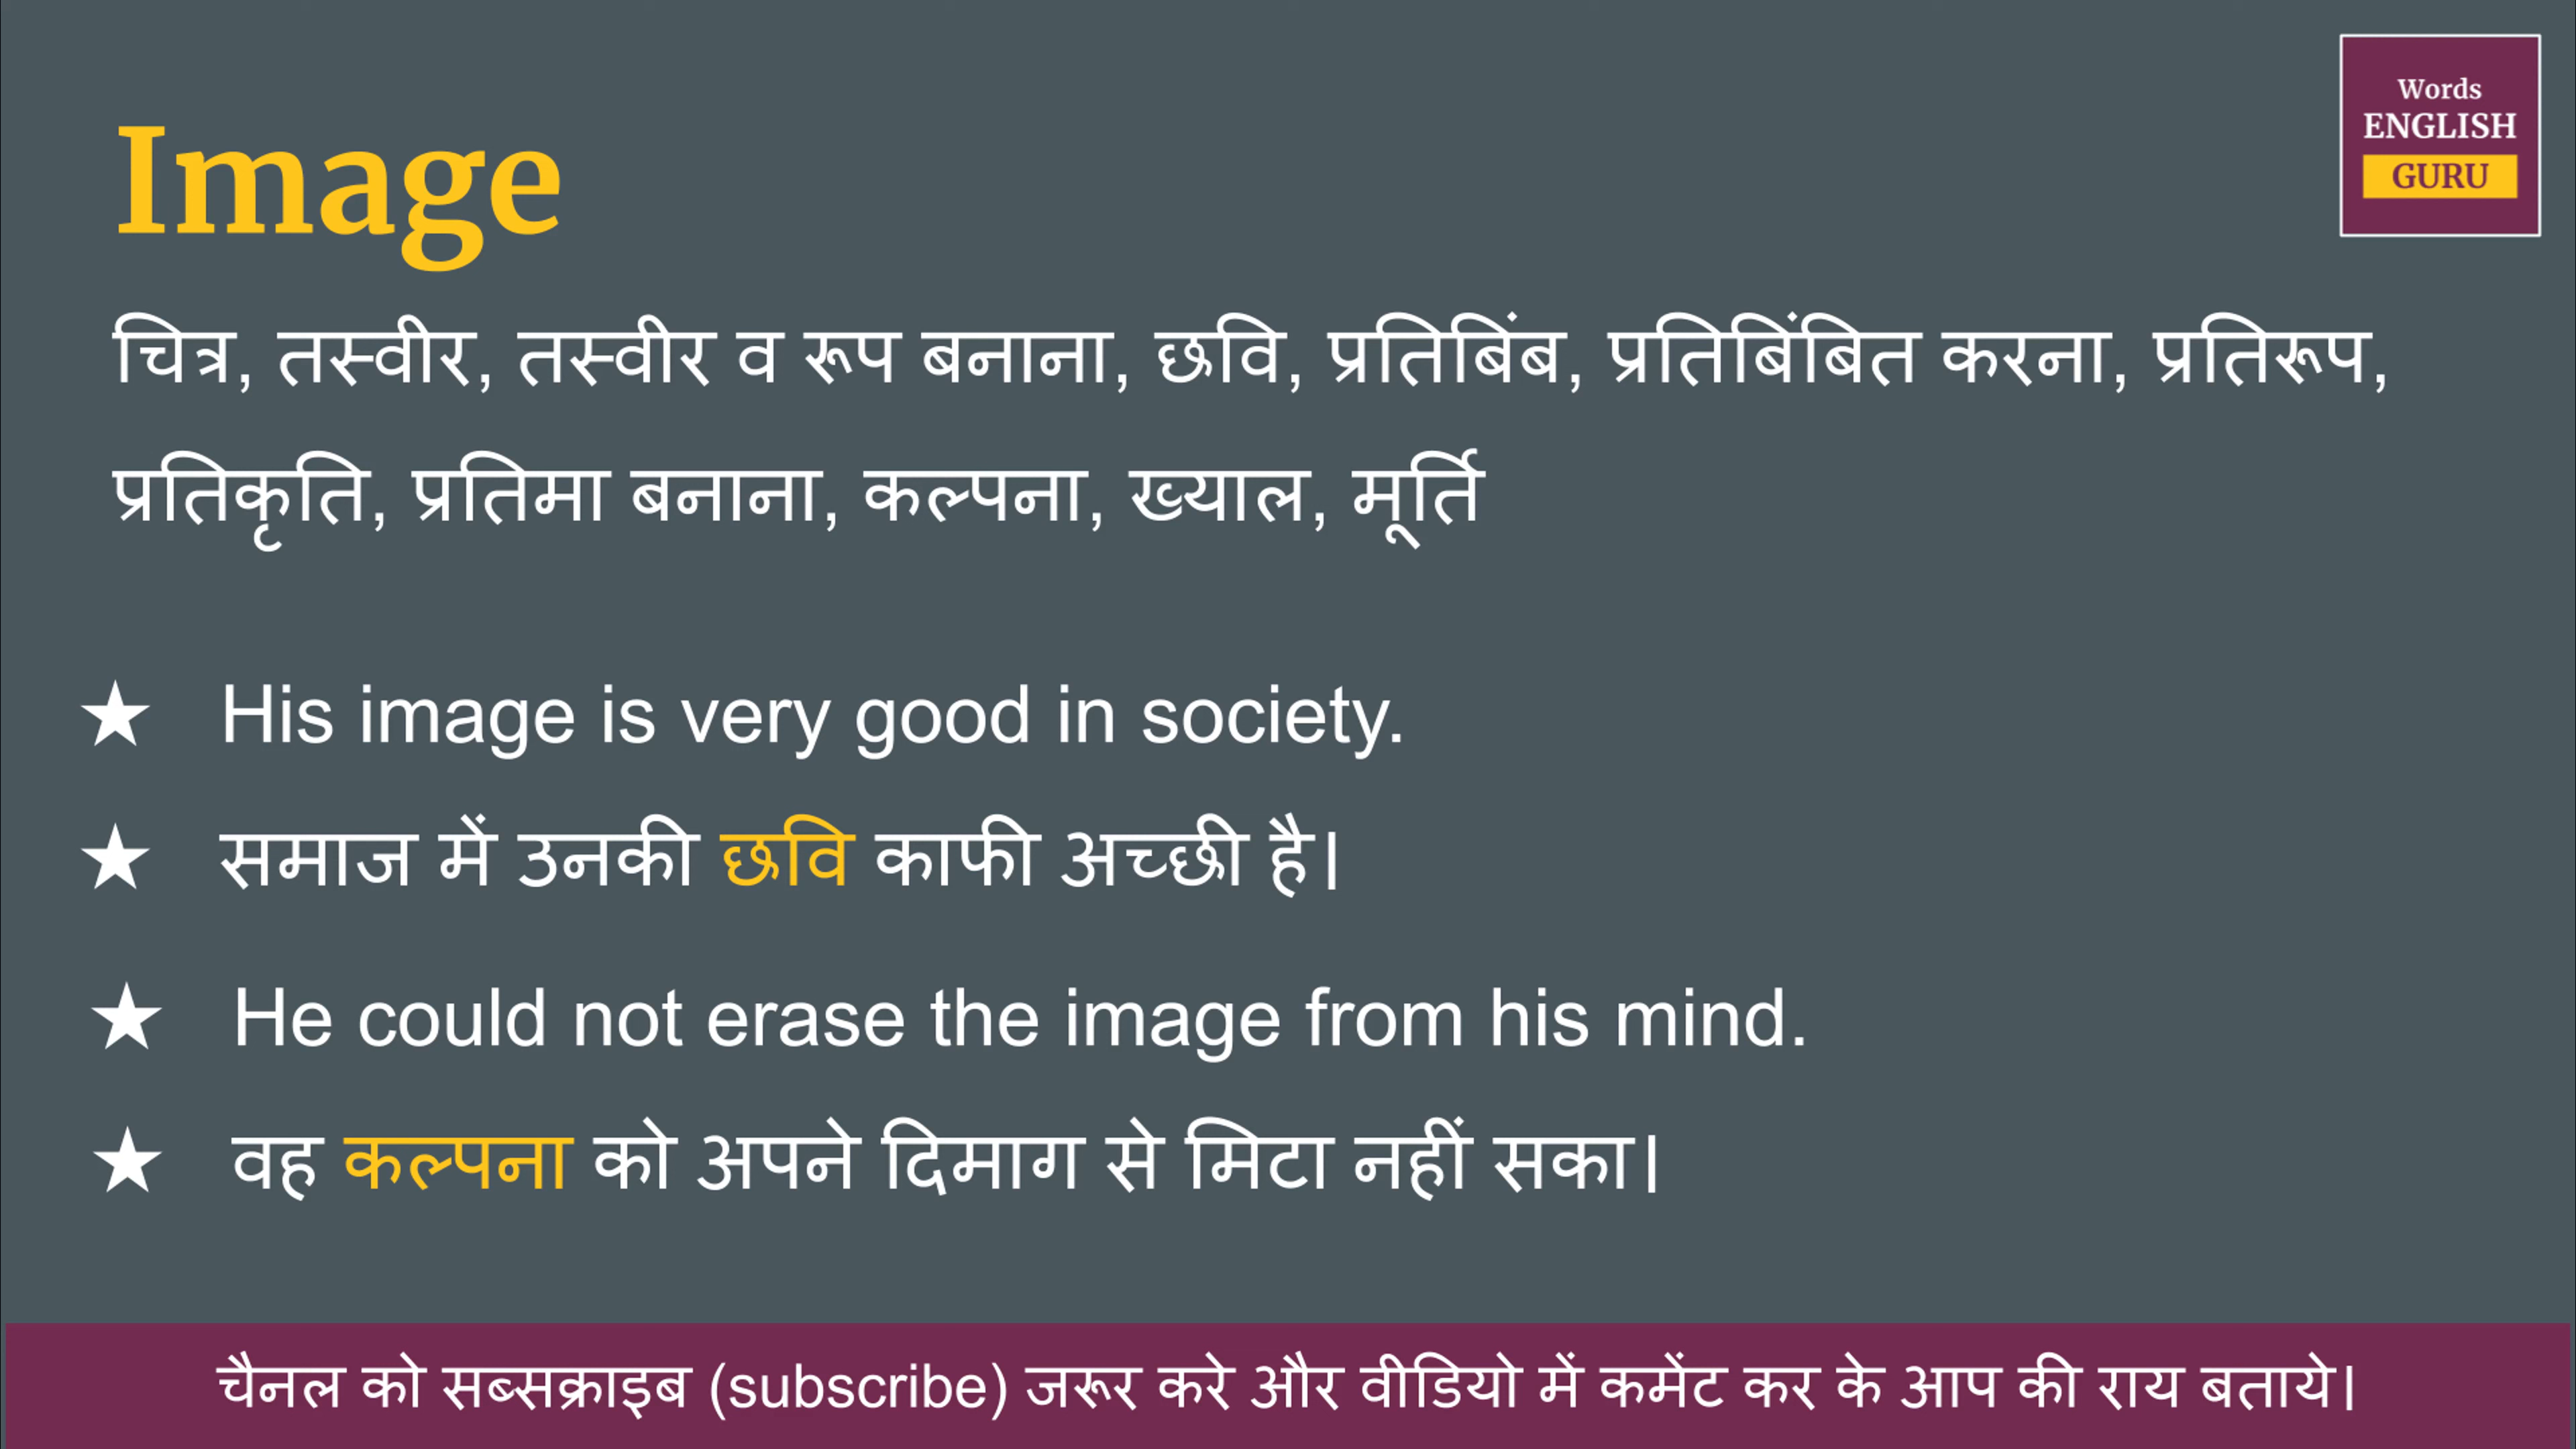 Words
ENGLISH
GURU
Image
चित्र, तस्वीर, तस्वीर व रूप बनाना, छवि, प्रतिबिंब, प्रतिबिंबित करना, प्रतिरूप,
प्रतिकृति, प्रतिमा बनाना, कल्पना, ख्याल, मूर्ति
★ His image is very good in society.
★ समाज में उनकी छवि काफी अच्छी है।
★ He could not erase the image from his mind.
★ वह कल्पना को अपने दिमाग से मिटा नहीं सका।
चैनल को सब्सक्राइब (subscribe) जरूर करे और वीडियो में कमेंट कर के आप की राय बताये।